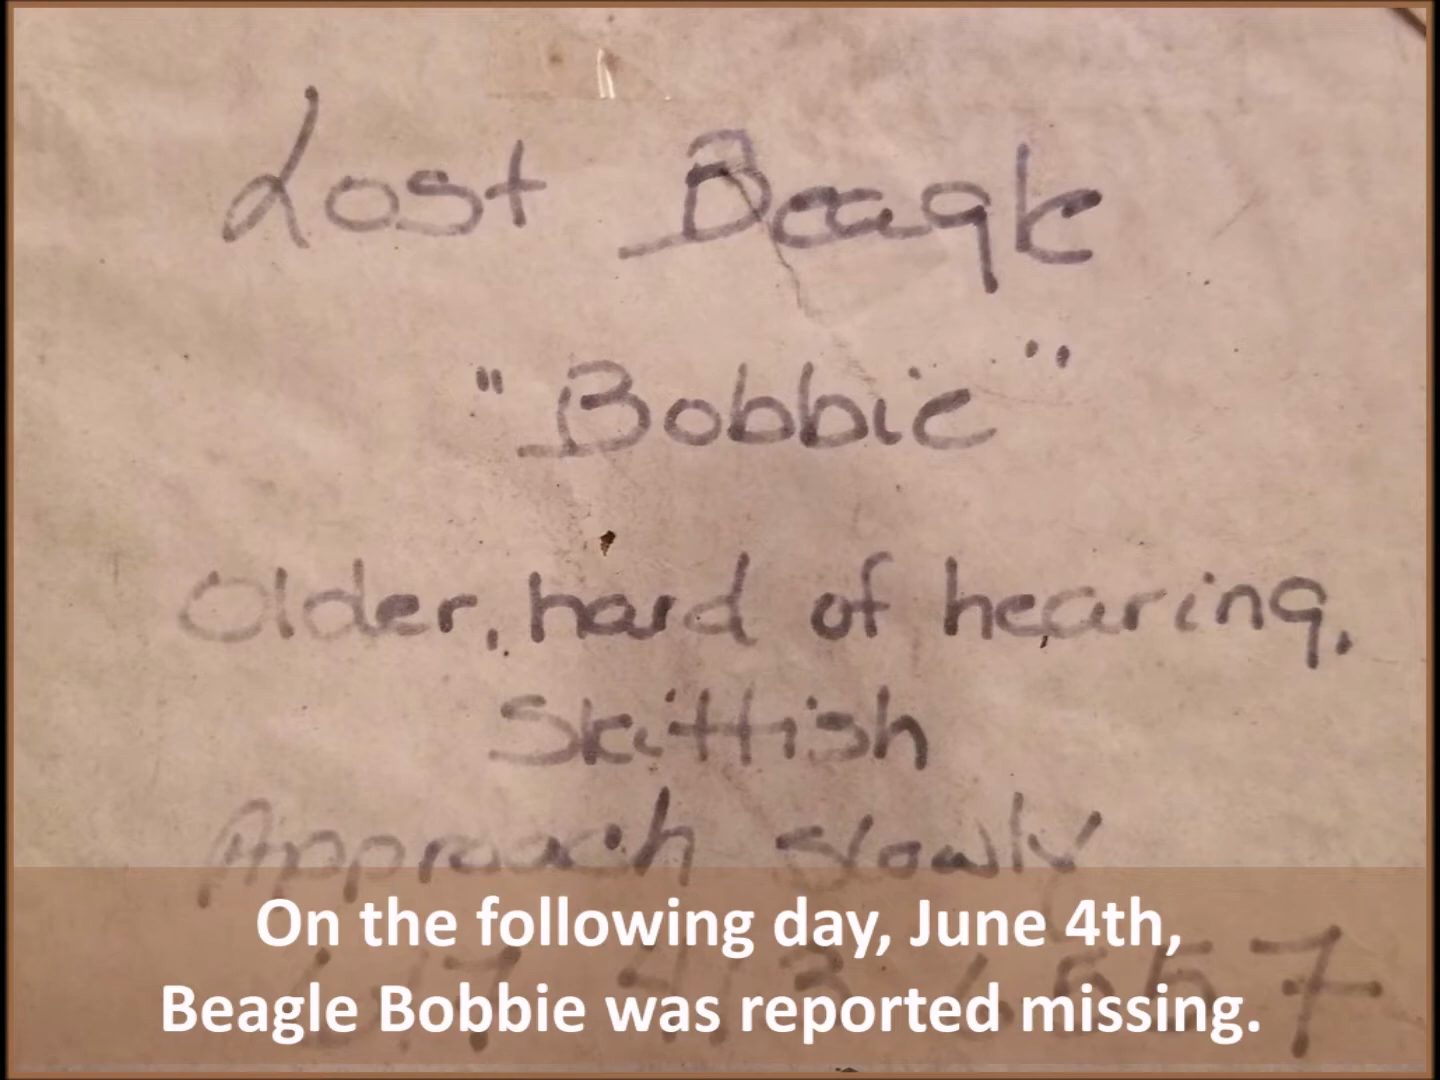 Lost Beagle
"Bobbie"
Older, hard of hearing,
Skittish
Approach slowly
On the following day, June 4th,
Beagle Bobbie was reported missing.